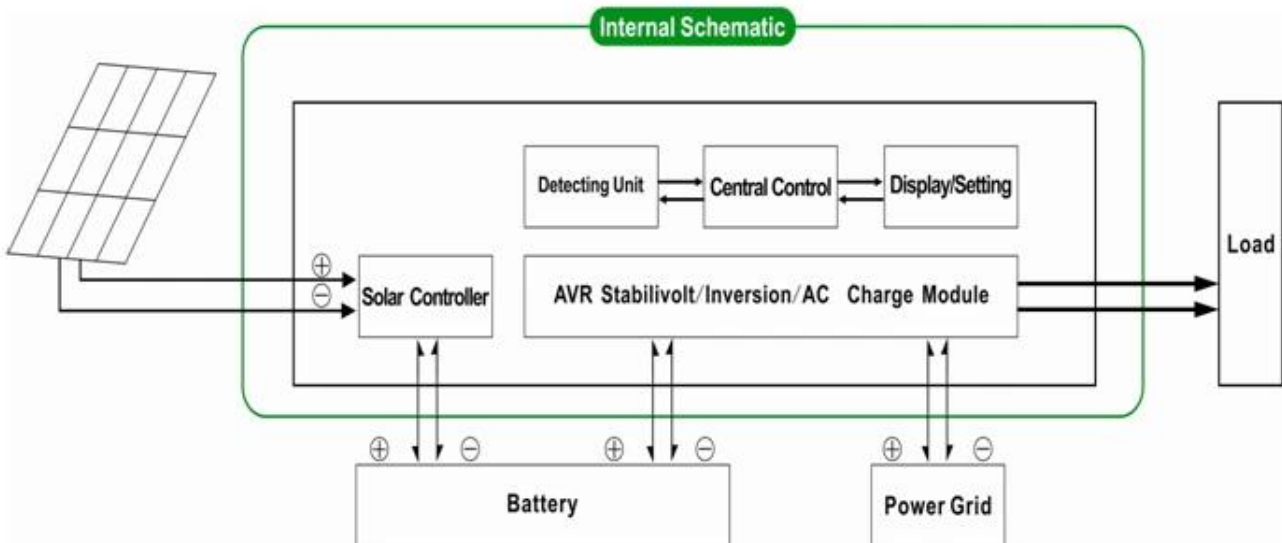 Internal Schematic
Detecting Unit
Central Control
Display/Setting
Load
⊕
⊖
Solar Controller
AVR Stabilivolt/Inversion/AC Charge Module
⊕ ⊖ ⊕ ⊖ ⊕ ⊖
Battery
Power Grid